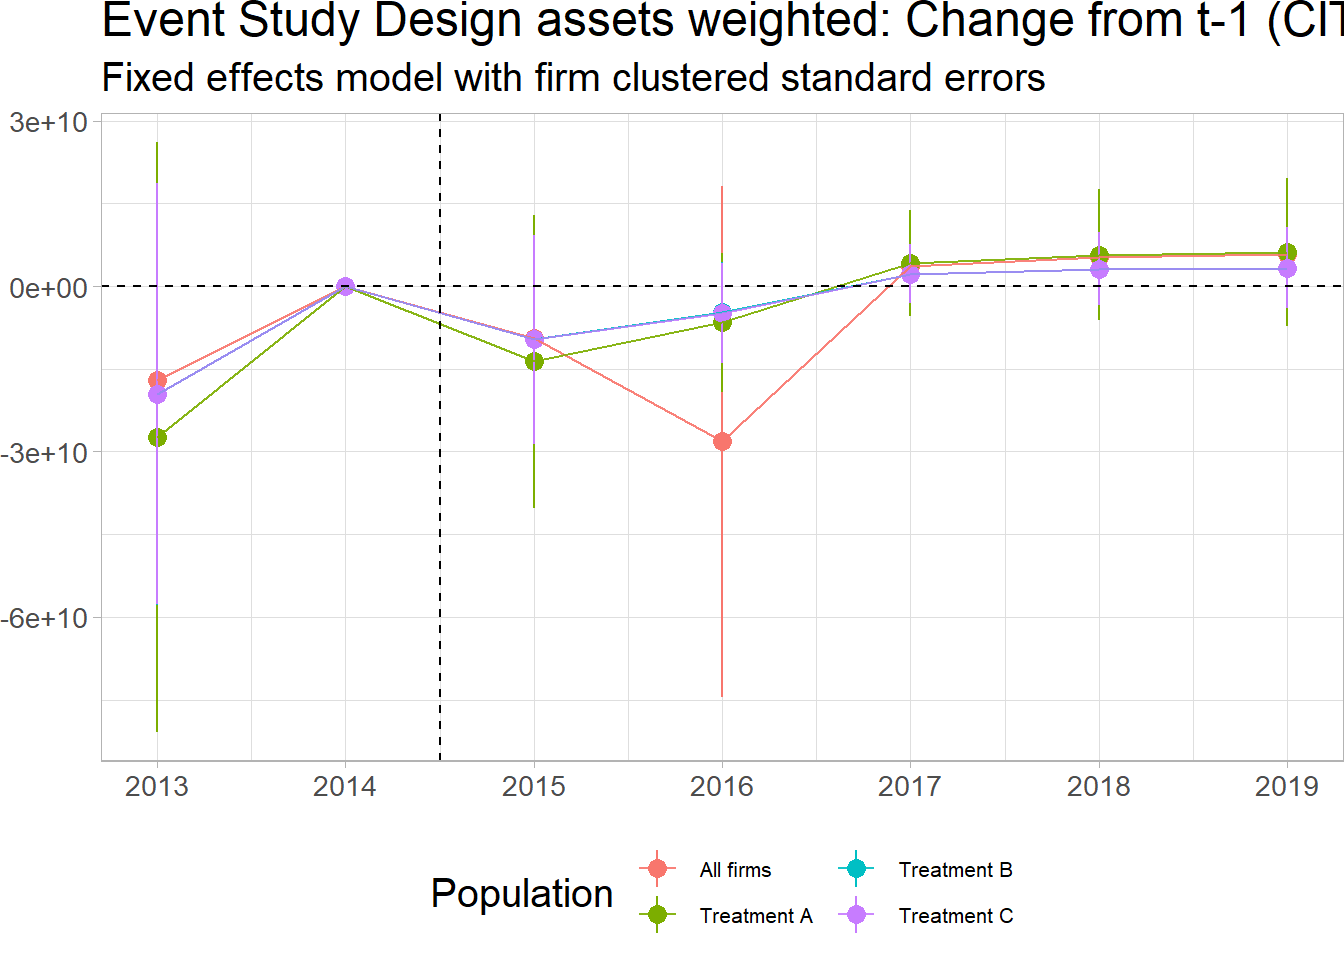 Event Study Design assets weighted: Change from t-1 (CIT
Fixed effects model with firm clustered standard errors
3e+10
0e+00
-3e+10
-6e+10
2013 2014 2015 2016 2017 2018 2019
Population
All firms
Treatment A
Treatment B
Treatment C